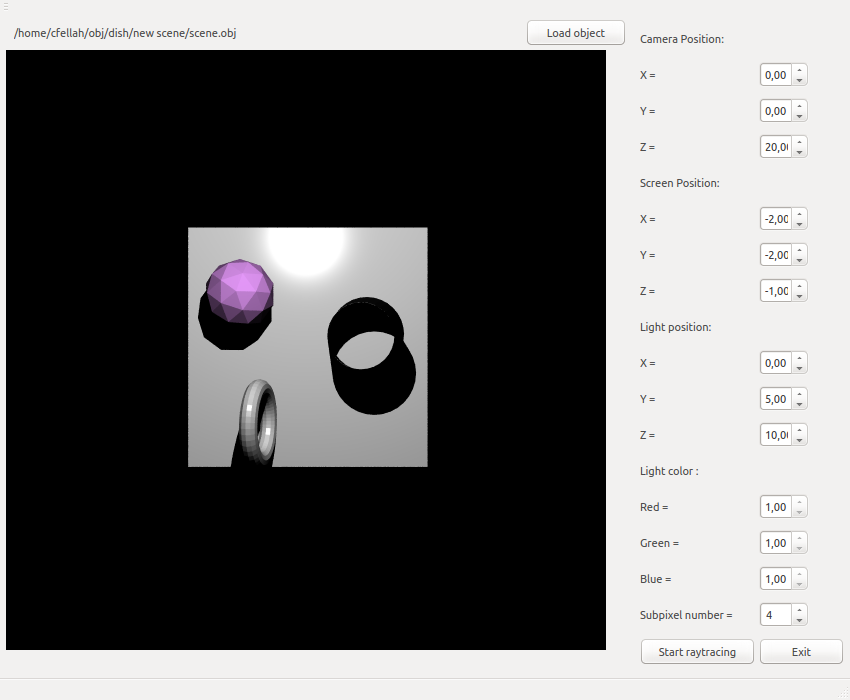 /home/cfellah/obj/dish/new scene/scene.obj
Load object
Camera Position:
X = 0,00
Y = 0,00
Z = 20,0
Screen Position:
X = -2,00
Y = -2,00
Z = -1,00
Light position:
X = 0,00
Y = 5,00
Z = 10,0
Light color :
Red = 1,00
Green = 1,00
Blue = 1,00
Subpixel number = 4
Start raytracing
Exit